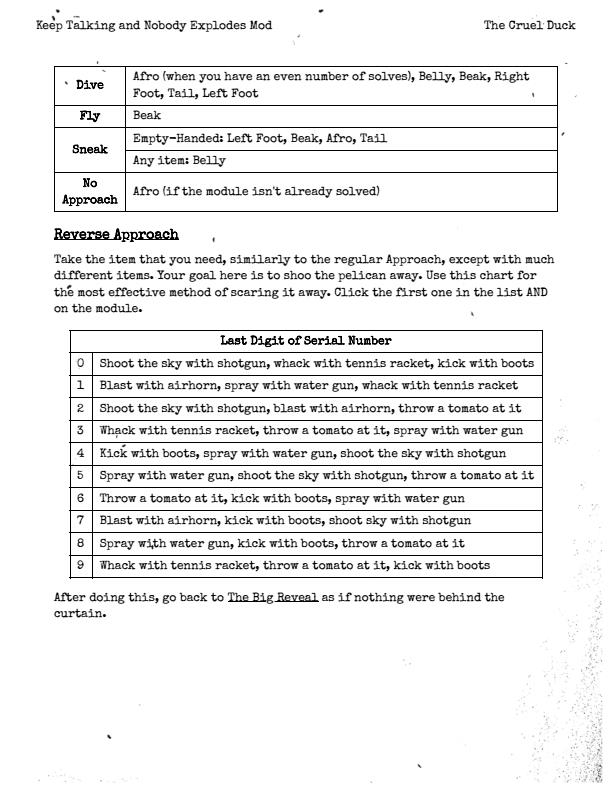 Keep Talking and Nobody Explodes Mod The Cruel Duck
Dive
Afro (when you have an even number of solves), Belly, Beak, Right
Foot, Tail, Left Foot
Fly
Beak
Sneak
Empty-Handed: Left Foot, Beak, Afro, Tail
Any item: Belly
No
Approach
Afro (if the module isn't already solved)
Reverse Approach
Take the item that you need, similarly to the regular Approach, except with much
different items. Your goal here is to shoo the pelican away. Use this chart for
the most effective method of scaring it away. Click the first one in the list AND
on the module.
Last Digit of Serial Number
0 Shoot the sky with shotgun, whack with tennis racket, kick with boots
1 Blast with airhorn, spray with water gun, whack with tennis racket
2 Shoot the sky with shotgun, blast with airhorn, throw a tomato at it
3 Whack with tennis racket, throw a tomato at it, spray with water gun
4 Kick with boots, spray with water gun, shoot the sky with shotgun
5 Spray with water gun, shoot the sky with shotgun, throw a tomato at it
6 Throw a tomato at it, kick with boots, spray with water gun
7 Blast with airhorn, kick with boots, shoot sky with shotgun
8 Spray with water gun, kick with boots, throw a tomato at it
9 Whack with tennis racket, throw a tomato at it, kick with boots
After doing this, go back to The Big Reveal as if nothing were behind the
curtain.